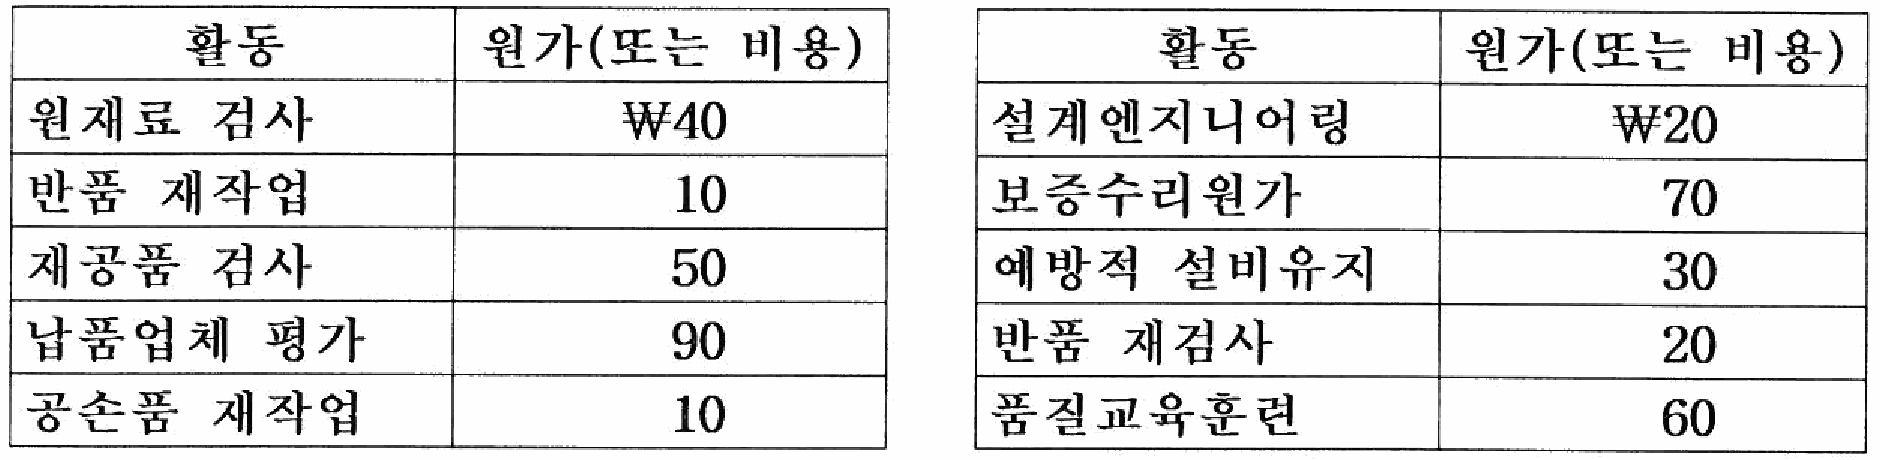 활동 원가(또는 비용)
원재료 검사 ₩40
반품 재작업 10
재공품 검사 50
납품업체 평가 90
공손품 재작업 10
활동 원가(또는 비용)
설계엔지니어링 ₩20
보증수리원가 70
예방적 설비유지 30
반품 재검사 20
품질교육훈련 60